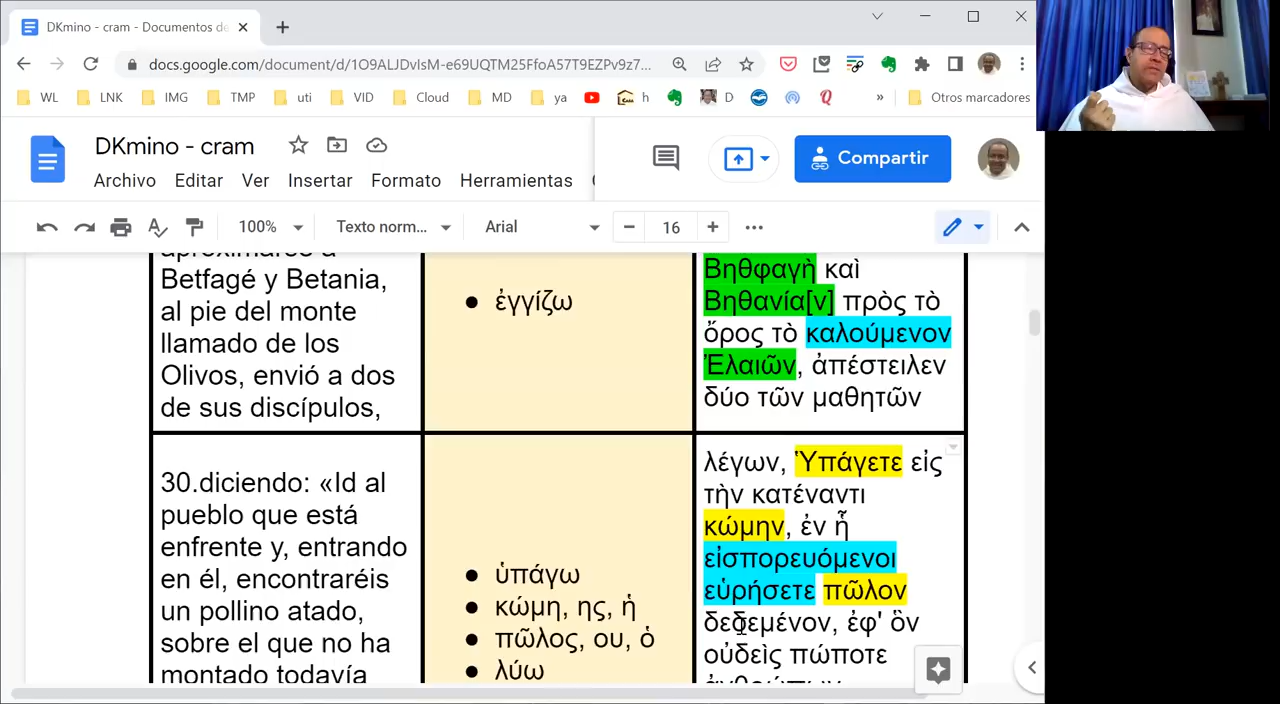 DKmino - cram - Documentos de
docs.google.com/document/d/1O9ALJDvIsM-e69UQTM25FfoA57T9EZPv9z7...
WL LNK IMG TMP uti VID Cloud MD ya h D » Otros marcadores
DKmino - cram
Compartir
Archivo Editar Ver Insertar Formato Herramientas
100% Texto norm... Arial 16
Betfagé y Betania,
al pie del monte
llamado de los
Olivos, envió a dos
de sus discípulos,
ἐγγίζω
Βηθφαγὴ καὶ
Βηθανία[ν] πρὸς τὸ
ὄρος τὸ καλούμενον
Ἐλαιῶν, ἀπέστειλεν
δύο τῶν μαθητῶν
30.diciendo: «Id al
pueblo que está
enfrente y, entrando
en él, encontraréis
un pollino atado,
sobre el que no ha
montado todavía
ὑπάγω
κώμη, ης, ἡ
πῶλος, ου, ὁ
λύω
λέγων, Ὑπάγετε εἰς
τὴν κατέναντι
κώμην, ἐν ᾗ
εἰσπορευόμενοι
εὑρήσετε πῶλον
δεδεμένον, ἐφ' ὃν
οὐδεὶς πώποτε